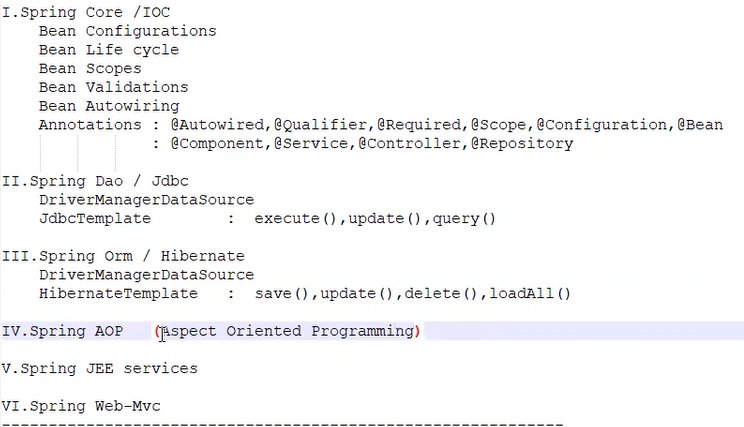 I.Spring Core /IOC
Bean Configurations
Bean Life cycle
Bean Scopes
Bean Validations
Bean Autowiring
Annotations : @Autowired,@Qualifier,@Required,@Scope,@Configuration,@Bean
: @Component,@Service,@Controller,@Repository
II.Spring Dao / Jdbc
DriverManagerDataSource
JdbcTemplate : execute(),update(),query()
III.Spring Orm / Hibernate
DriverManagerDataSource
HibernateTemplate : save(),update(),delete(),loadAll()
IV.Spring AOP (Aspect Oriented Programming)
V.Spring JEE services
VI.Spring Web-Mvc
------------------------------------------------------------